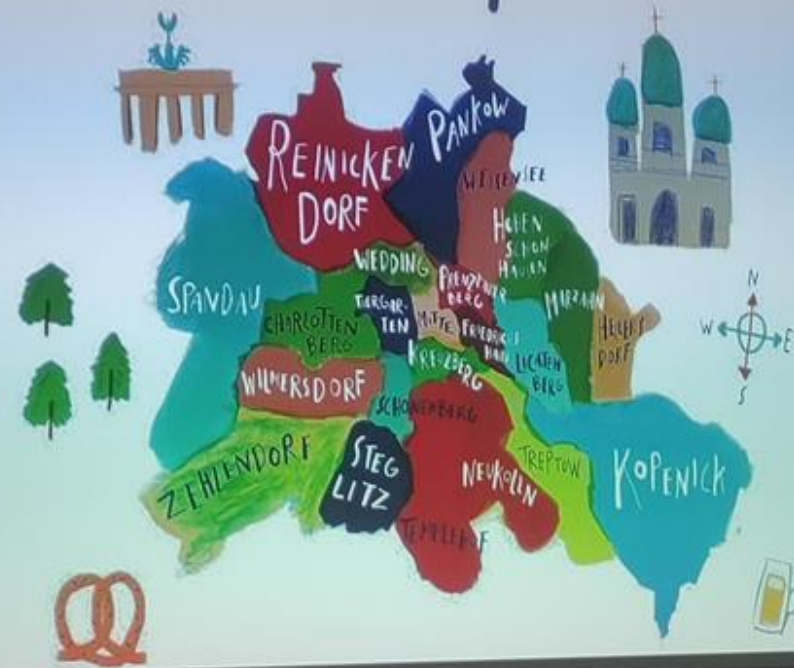 REINICKEN
DORF
PANKOW
WEISSENSEE
HOHEN
SCHÖN
HAUSEN
WEDDING
PRENZLAUER
BERG
SPANDAU
TIERGAR-
TEN
MITTE
MARZAHN
HELLERS
DORF
CHARLOTTEN
BERG
FRIEDRICHS
HAIN
KREUZBERG
LICHTEN
BERG
WILMERSDORF
SCHÖNEBERG
ZEHLENDORF
STEG
LITZ
NEUKÖLLN
TREPTOW
KÖPENICK
TEMPELHOF
N
W
E
S